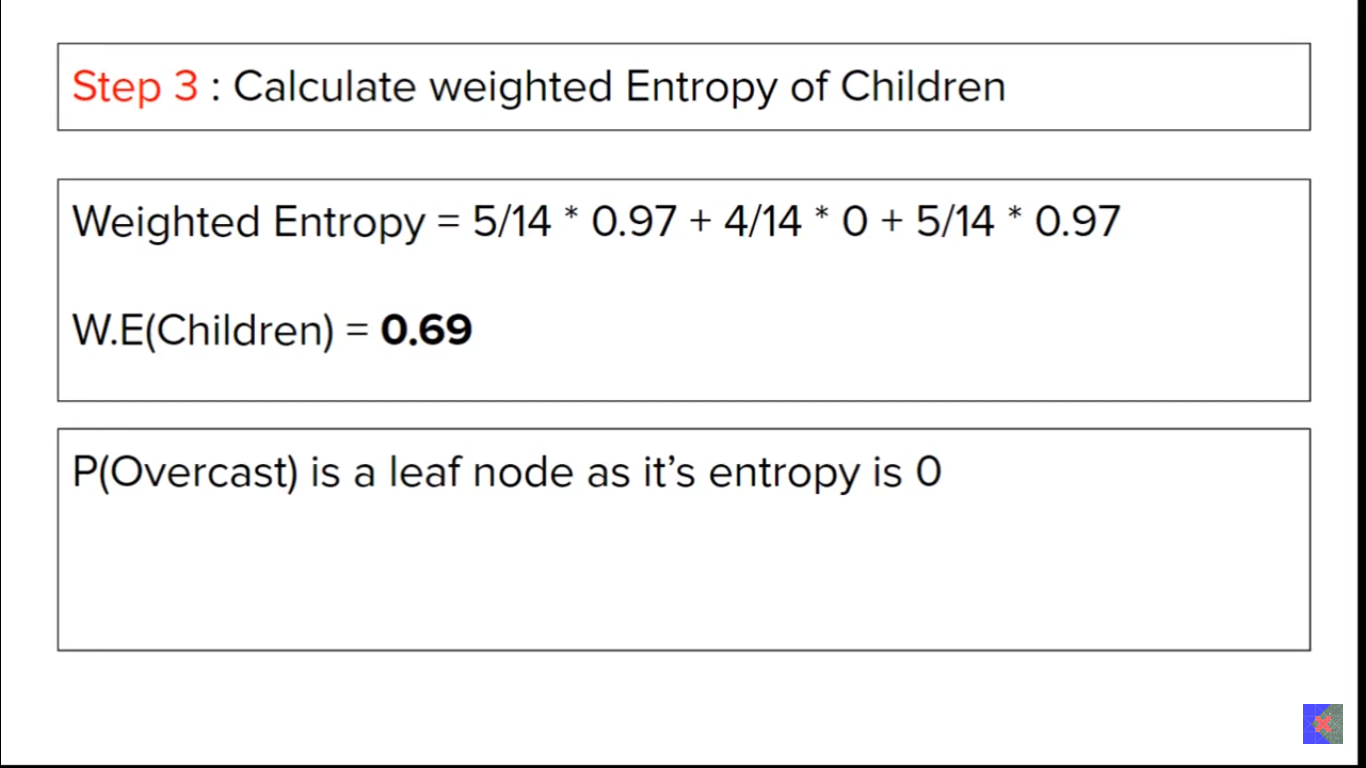 Step 3 : Calculate weighted Entropy of Children
Weighted Entropy = 5/14 * 0.97 + 4/14 * 0 + 5/14 * 0.97
W.E(Children) = 0.69
P(Overcast) is a leaf node as it’s entropy is 0